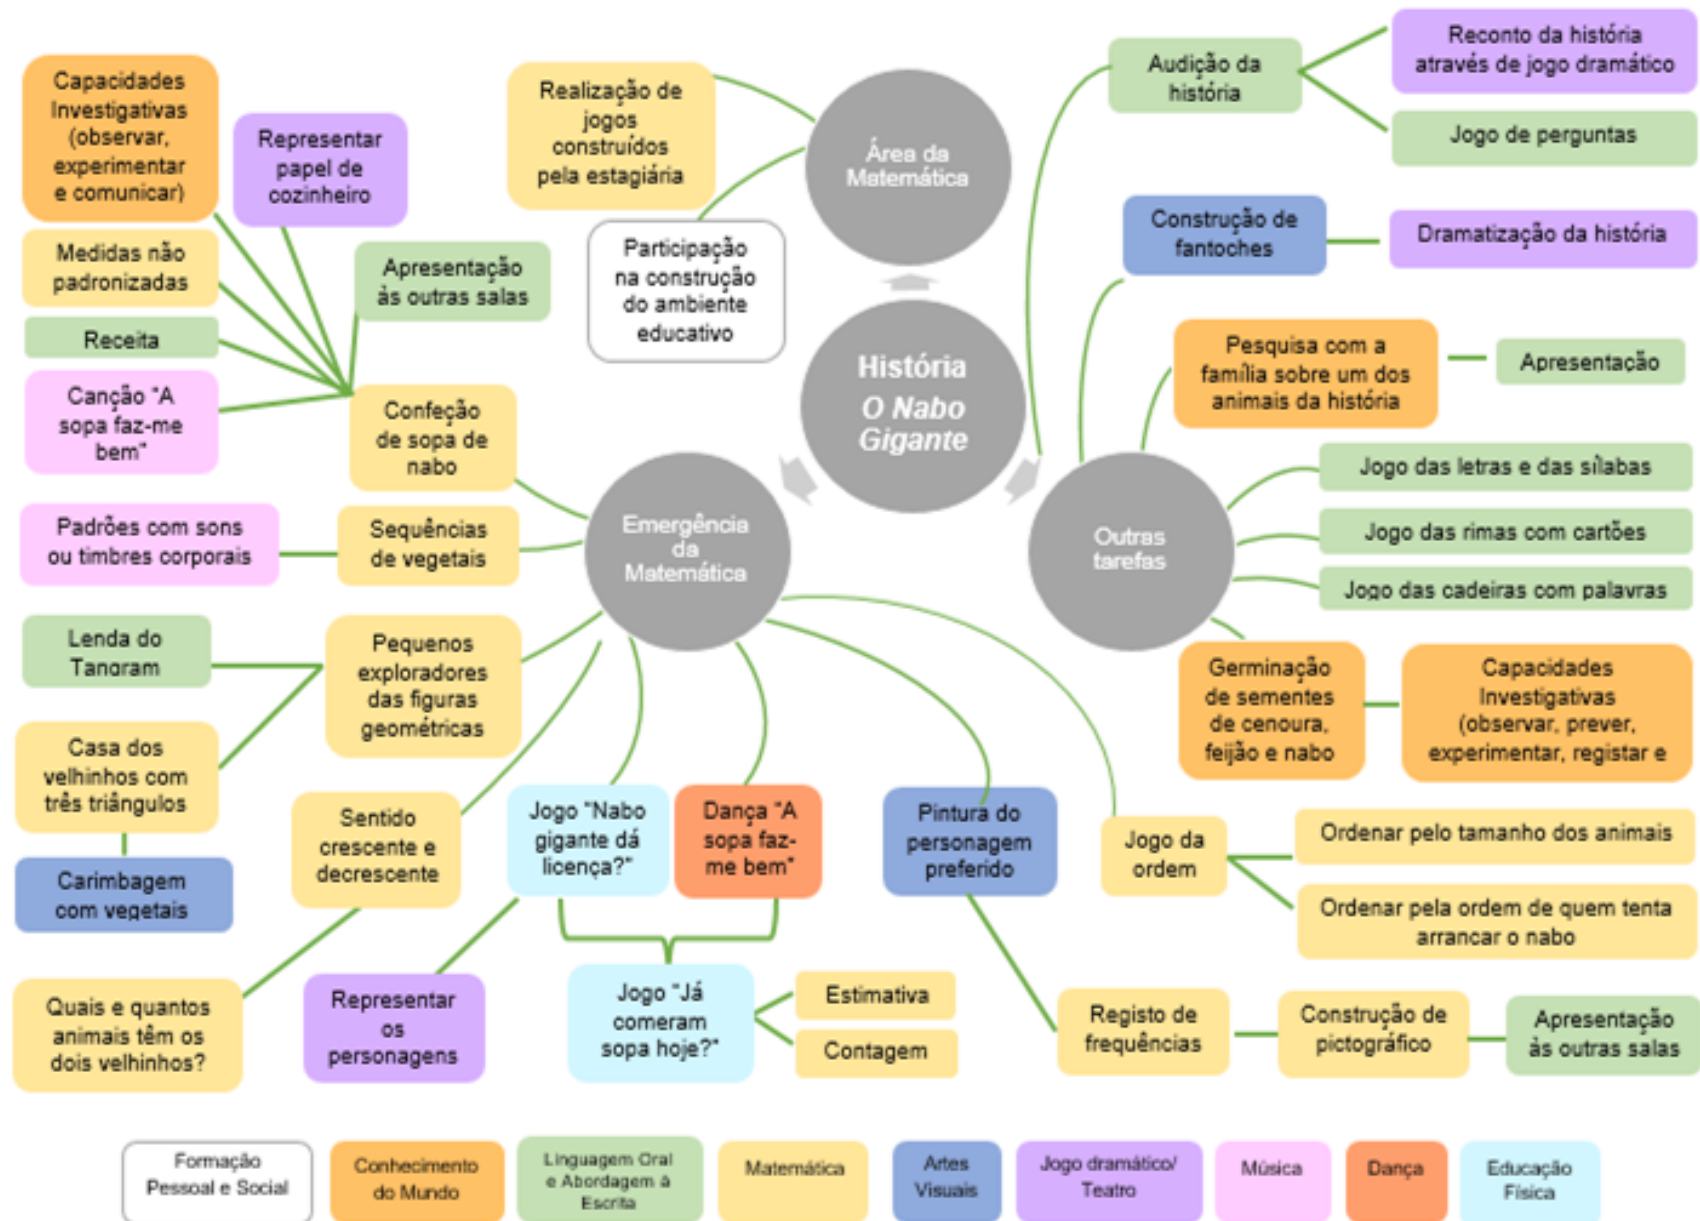 Capacidades
Investigativas
(observar,
experimentar
e comunicar)
Representar
papel de
cozinheiro
Medidas não
padronizadas
Apresentação
às outras salas
Receita
Canção "A
sopa faz-me
bem"
Confeção
de sopa de
nabo
Realização de
jogos
construídos
pela estagiária
Participação
na construção
do ambiente
educativo
Área da
Matemática
História
O Nabo
Gigante
Audição da
história
Reconto da história
através de jogo dramático
Jogo de perguntas
Construção de
fantoches
Dramatização da história
Pesquisa com a
família sobre um dos
animais da história
Apresentação
Jogo das letras e das sílabas
Jogo das rimas com cartões
Jogo das cadeiras com palavras
Outras
tarefas
Germinação
de sementes
de cenoura,
feijão e nabo
Capacidades
Investigativas
(observar, prever,
experimentar, registar e
Emergência
da
Matemática
Padrões com sons
ou timbres corporais
Sequências
de vegetais
Lenda do
Tangram
Pequenos
exploradores
das figuras
geométricas
Casa dos
velhinhos com
três triângulos
Carimbagem
com vegetais
Sentido
crescente e
decrescente
Quais e quantos
animais têm os
dois velhinhos?
Jogo "Nabo
gigante dá
licença?"
Dança "A
sopa faz-
me bem"
Representar
os
personagens
Jogo "Já
comeram
sopa hoje?"
Estimativa
Contagem
Pintura do
personagem
preferido
Jogo da
ordem
Ordenar pelo tamanho dos animais
Ordenar pela ordem de quem tenta
arrancar o nabo
Registo de
frequências
Construção de
pictográfico
Apresentação
às outras salas
Formação
Pessoal e Social
Conhecimento
do Mundo
Linguagem Oral
e Abordagem à
Escrita
Matemática
Artes
Visuais
Jogo dramático/
Teatro
Música
Dança
Educação
Física